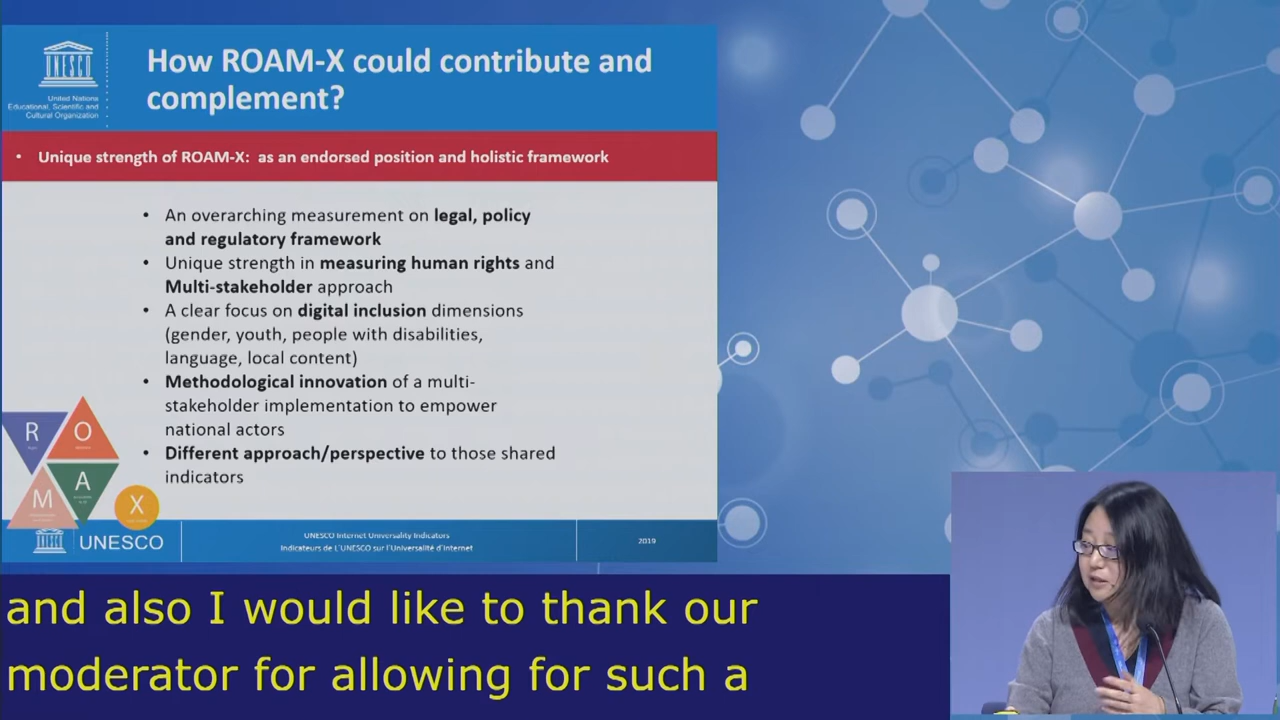 How ROAM-X could contribute and
complement?
UNESCO
United Nations
Educational, Scientific and
Cultural Organization
• Unique strength of ROAM-X: as an endorsed position and holistic framework
• An overarching measurement on legal, policy
and regulatory framework
• Unique strength in measuring human rights and
Multi-stakeholder approach
• A clear focus on digital inclusion dimensions
(gender, youth, people with disabilities,
language, local content)
• Methodological innovation of a multi-
stakeholder implementation to empower
national actors
• Different approach/perspective to those shared
indicators
R
O
M
A
X
UNESCO
UNESCO Internet Universality Indicators
Indicateurs de L'UNESCO sur l'Universalité d'Internet
2019
and also I would like to thank our
moderator for allowing for such a